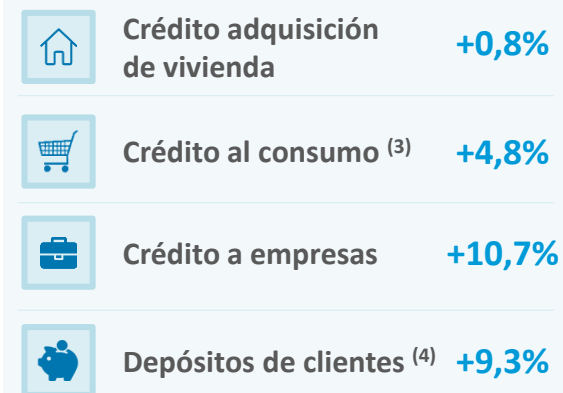 Crédito adquisición
de vivienda
+0,8%
Crédito al consumo (3) +4,8%
Crédito a empresas +10,7%
Depósitos de clientes (4) +9,3%